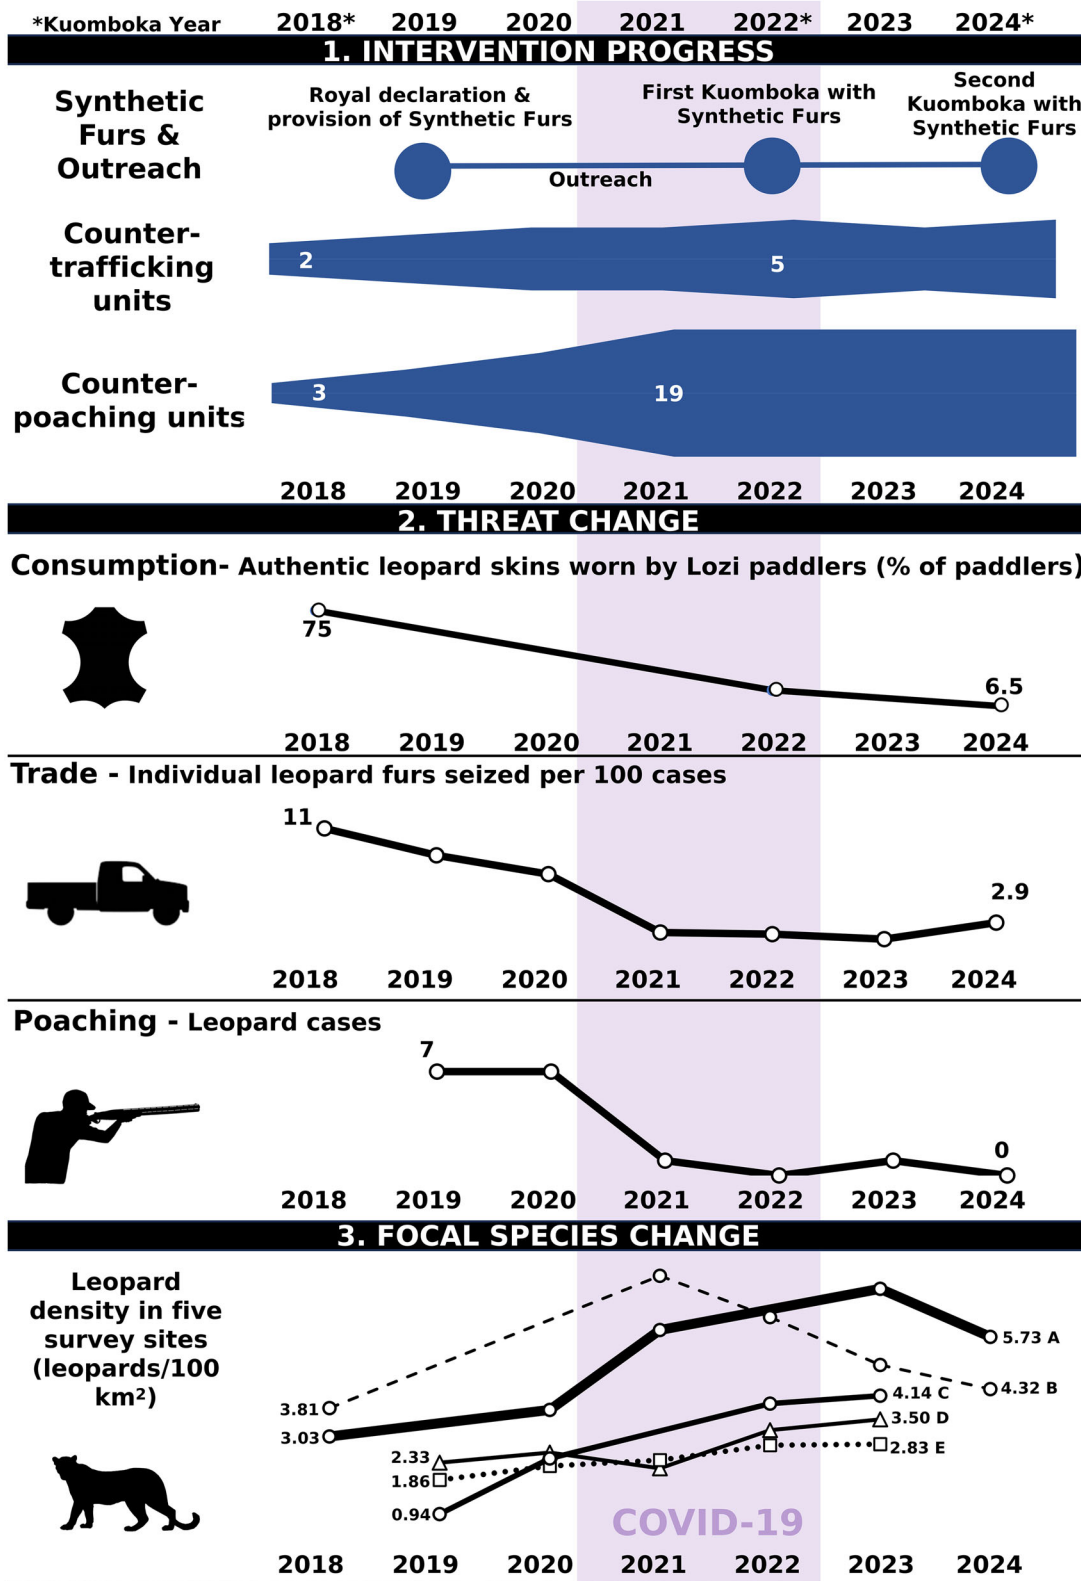 *Kuomboka Year 2018* 2019 2020 2021 2022* 2023 2024*
1. INTERVENTION PROGRESS
Synthetic
Furs &
Outreach
Royal declaration &
provision of Synthetic Furs
First Kuomboka with
Synthetic Furs
Second
Kuomboka with
Synthetic Furs
Outreach
Counter-
trafficking
units
2
5
Counter-
poaching units
3
19
2018 2019 2020 2021 2022 2023 2024
2. THREAT CHANGE
Consumption- Authentic leopard skins worn by Lozi paddlers (% of paddlers)
75
6.5
2018 2019 2020 2021 2022 2023 2024
Trade - Individual leopard furs seized per 100 cases
11
2.9
2018 2019 2020 2021 2022 2023 2024
Poaching - Leopard cases
7
0
2018 2019 2020 2021 2022 2023 2024
3. FOCAL SPECIES CHANGE
Leopard
density in five
survey sites
(leopards/100
km²)
3.81
3.03
2.33
1.86
0.94
5.73 A
4.32 B
4.14 C
3.50 D
2.83 E
COVID-19
2018 2019 2020 2021 2022 2023 2024